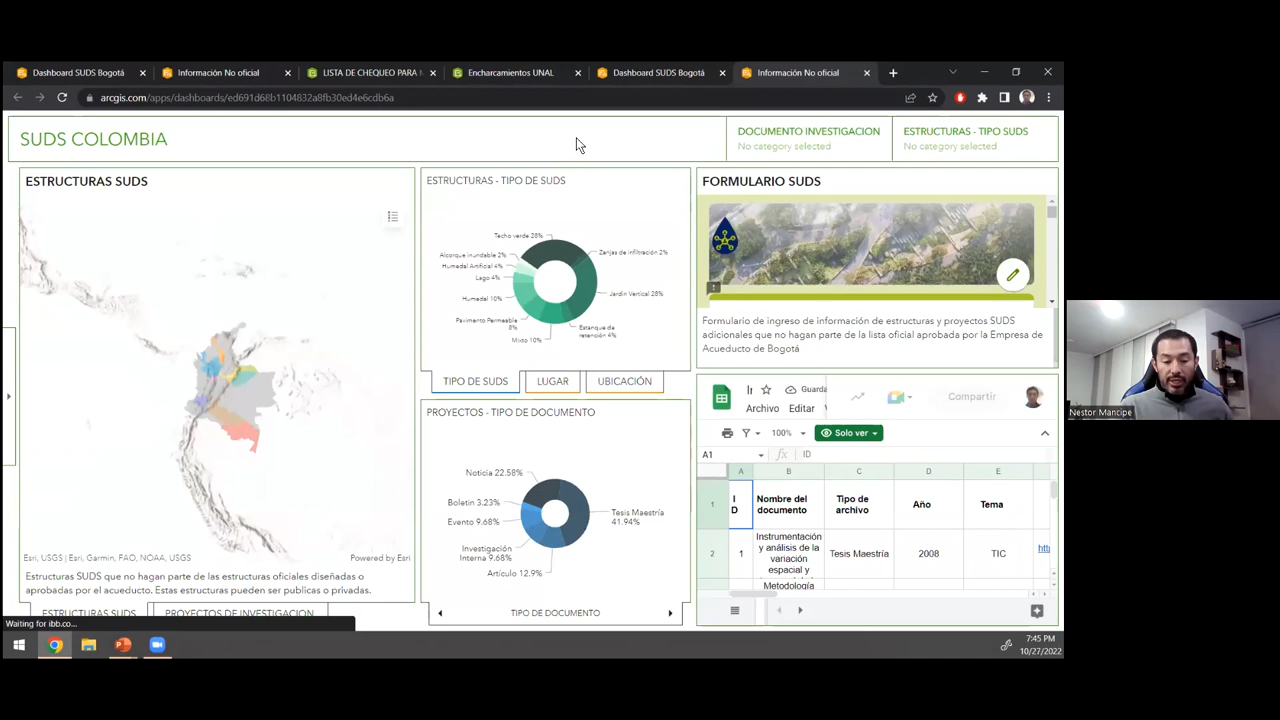 Dashboard SUDS Bogotá
Información No oficial
LISTA DE CHEQUEO PARA
Encharcamientos UNAL
Dashboard SUDS Bogotá
Información No oficial
arcgis.com/apps/dashboards/ed691d68b1104832a8fb30ed4e6cdb6a
SUDS COLOMBIA
DOCUMENTO INVESTIGACION
No category selected
ESTRUCTURAS - TIPO SUDS
No category selected
ESTRUCTURAS SUDS
Esri, USGS | Esri, Garmin, FAO, NOAA, USGS
Powered by Esri
Estructuras SUDS que no hagan parte de las estructuras oficiales diseñadas o
aprobadas por el acueducto. Estas estructuras pueden ser publicas o privadas.
ESTRUCTURAS SUDS
PROYECTOS DE INVESTIGACION
Waiting for ibb.co...
ESTRUCTURAS - TIPO DE SUDS
Techo verde 28%
Alcorque inundable 2%
Humedal Artificial 4%
Lago 4%
Humedal 10%
Pavimento Permeable
8%
Mixto 10%
Estanque de
retención 4%
Jardín Vertical 28%
Zanjas de infiltración 2%
TIPO DE SUDS
LUGAR
UBICACIÓN
PROYECTOS - TIPO DE DOCUMENTO
Noticia 22.58%
Boletin 3.23%
Evento 9.68%
Investigación
Interna 9.68%
Artículo 12.9%
Tesis Maestría
41.94%
TIPO DE DOCUMENTO
FORMULARIO SUDS
Formulario de ingreso de información de estructuras y proyectos SUDS
adicionales que no hagan parte de la lista oficial aprobada por la Empresa de
Acueducto de Bogotá
Guarda
Compartir
Archivo
Editar
100%
Solo ver
A1
fx
ID
A
B
C
D
E
1
I
D
Nombre del
documento
Tipo de
archivo
Año
Tema
2
1
Instrumentación
y análisis de la
variación
espacial y
Tesis Maestría
2008
TIC
http
Metodología
7:45 PM
10/27/2022
Nestor Mancipe